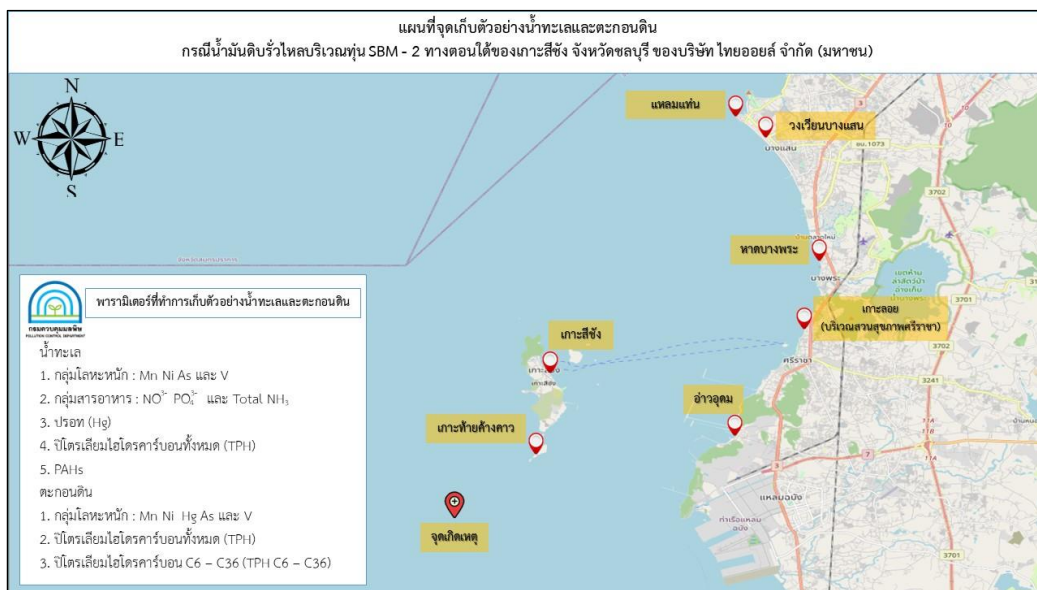 แผนที่จุดเก็บตัวอย่างน้ำทะเลและตะกอนดิน
กรณีน้ำมันดิบรั่วไหลบริเวณทุ่น SBM - 2 ทางตอนใต้ของเกาะสีชัง จังหวัดชลบุรี ของบริษัท ไทยออยล์ จำกัด (มหาชน)
N
W
E
S
แหลมแท่น
3
วงเวียนบางแสน
บางแสน
ชบ.1073
3702
หาดบางพระ
บางพระ
3701
เกาะลอย
(บริเวณสวนสุขภาพศรีราชา)
3702
ศรีราชา
3241
เกาะสีชัง
อ่าวอุดม
เกาะท้ายค้างคาว
7
แหลมฉบัง
ท่าเรือแหลม
ฉบัง
3
3701
จุดเกิดเหตุ
กรมควบคุมมลพิษ
POLLUTION CONTROL DEPARTMENT
พารามิเตอร์ที่ทำการเก็บตัวอย่างน้ำทะเลและตะกอนดิน
น้ำทะเล
1. กลุ่มโลหะหนัก : Mn Ni As และ V
2. กลุ่มสารอาหาร : NO³⁻ PO₄³⁻ และ Total NH₃
3. ปรอท (Hg)
4. ปิโตรเลียมไฮโดรคาร์บอนทั้งหมด (TPH)
5. PAHs
ตะกอนดิน
1. กลุ่มโลหะหนัก : Mn Ni Hg As และ V
2. ปิโตรเลียมไฮโดรคาร์บอนทั้งหมด (TPH)
3. ปิโตรเลียมไฮโดรคาร์บอน C6 – C36 (TPH C6 – C36)